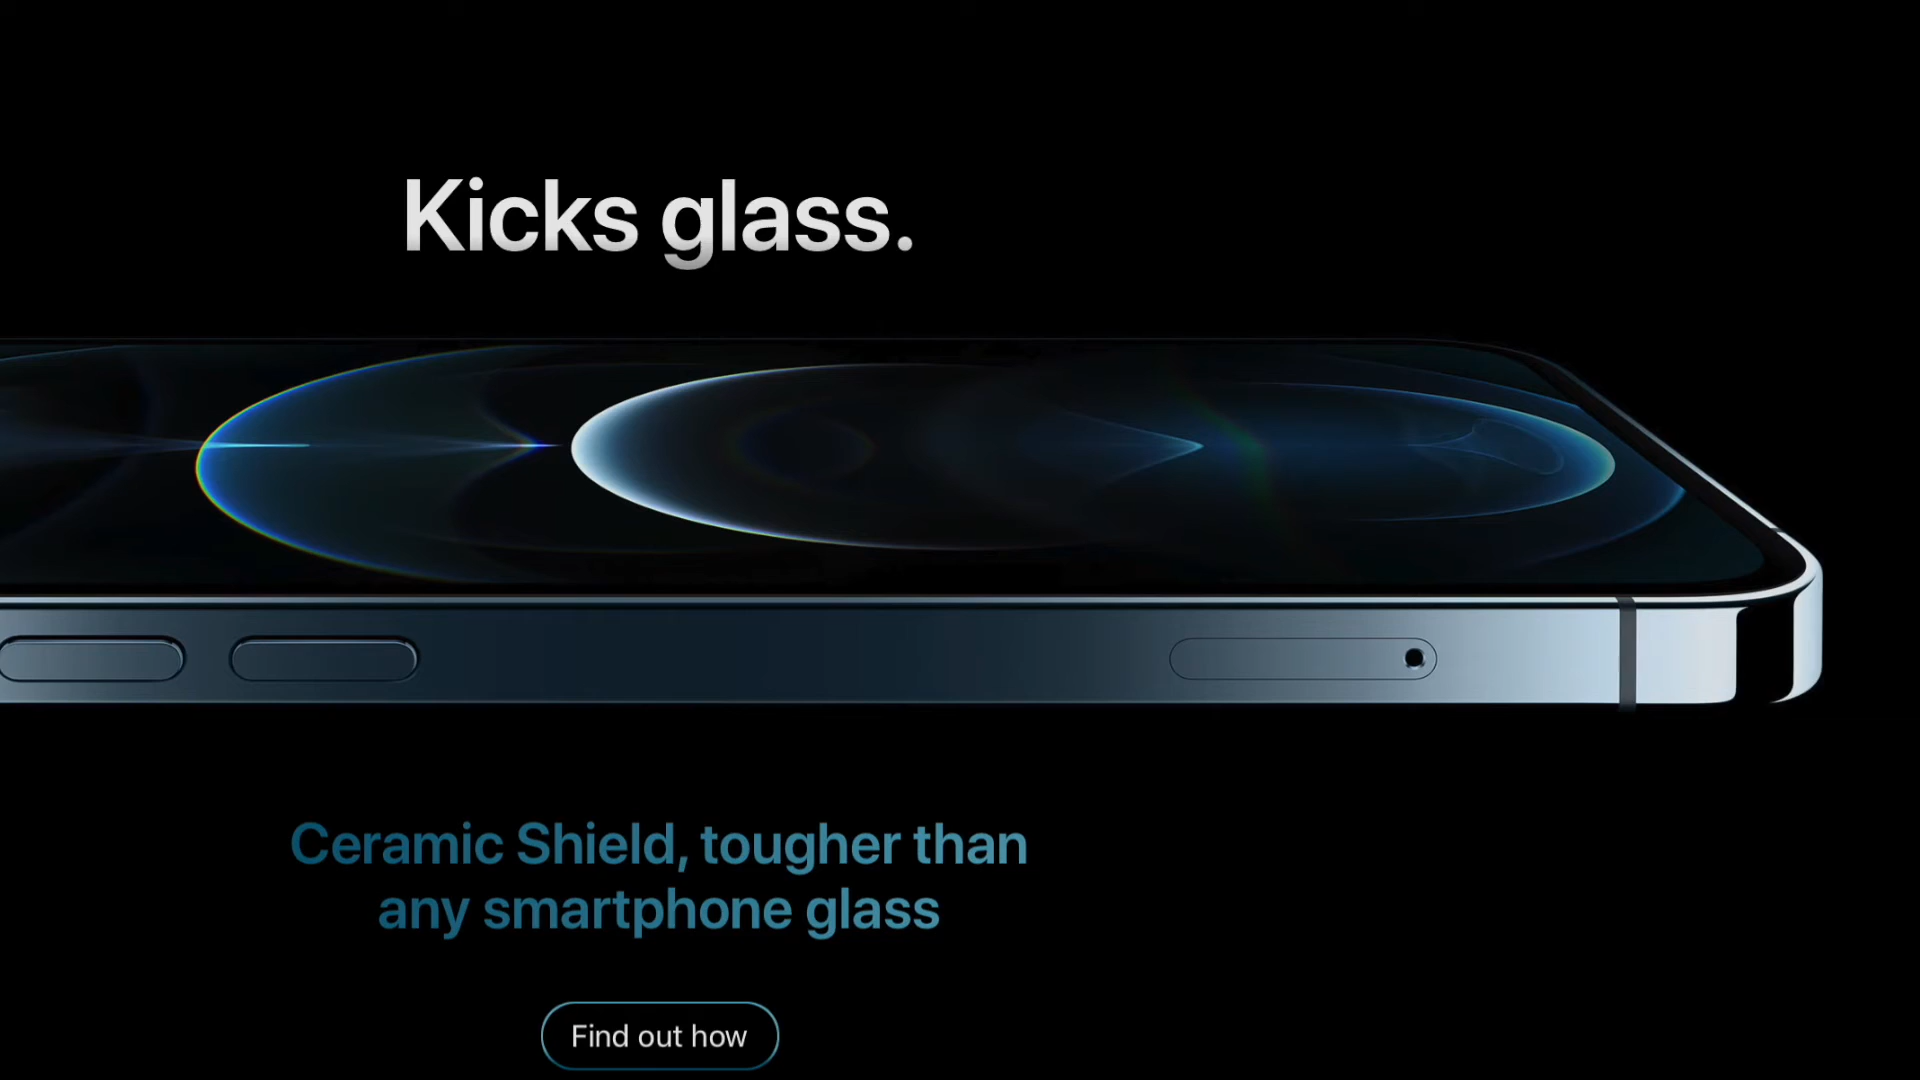 Kicks glass.
Ceramic Shield, tougher than
any smartphone glass
Find out how